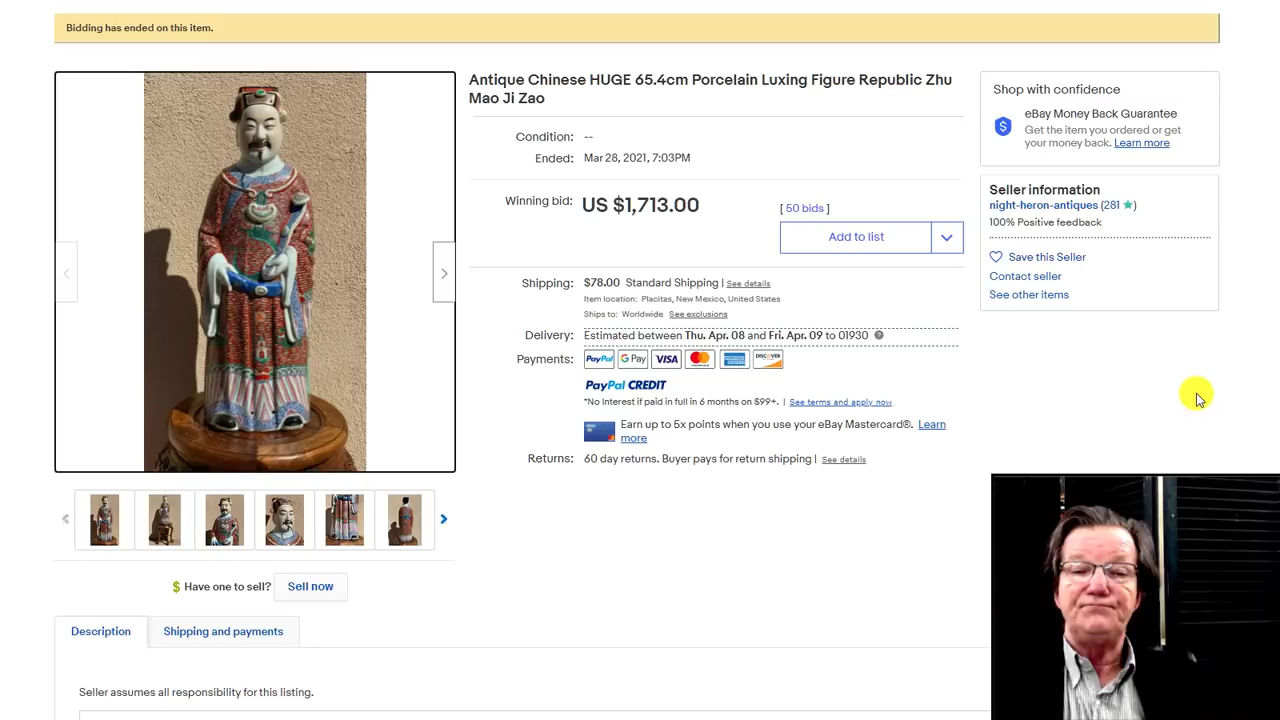 Bidding has ended on this item.
Antique Chinese HUGE 65.4cm Porcelain Luxing Figure Republic Zhu
Mao Ji Zao
Condition: --
Ended: Mar 28, 2021, 7:03PM
Winning bid: US $1,713.00 [ 50 bids ]
Add to list
Shipping: $78.00 Standard Shipping | See details
Item location: Placitas, New Mexico, United States
Ships to: Worldwide See exclusions
Delivery: Estimated between Thu. Apr. 08 and Fri. Apr. 09 to 01930 ?
Payments: PayPal G Pay VISA MasterCard AMERICAN EXPRESS DISCOVER
PayPal CREDIT
*No Interest if paid in full in 6 months on $99+. | See terms and apply now
Earn up to 5x points when you use your eBay Mastercard®. Learn
more
Returns: 60 day returns. Buyer pays for return shipping | See details
Shop with confidence
eBay Money Back Guarantee
Get the item you ordered or get
your money back. Learn more
Seller information
night-heron-antiques (281 ★)
100% Positive feedback
Save this Seller
Contact seller
See other items
$ Have one to sell? Sell now
Description
Shipping and payments
Seller assumes all responsibility for this listing.